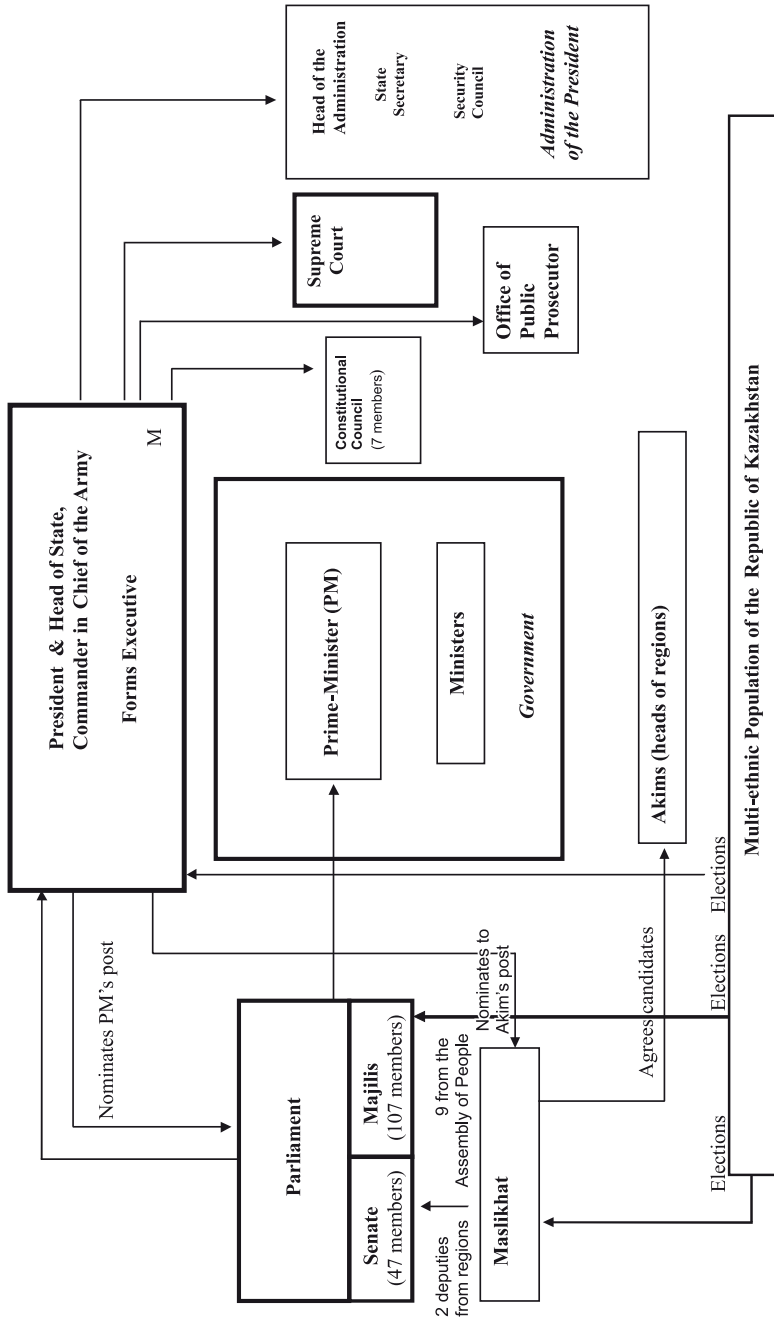 President & Head of State,
Commander in Chief of the Army
Forms Executive
M
Nominates PM's post
Parliament
Senate
(47 members)
Majilis
(107 members)
2 deputies
from regions
9 from the
Assembly of People
Maslikhat
Nominates to
Akim's post
Agrees candidates
Prime-Minister (PM)
Ministers
Government
Akims (heads of regions)
Constitutional
Council
(7 members)
Supreme
Court
Office of
Public
Prosecutor
Head of the
Administration
State
Secretary
Security
Council
Administration
of the President
Elections
Elections
Elections
Multi-ethnic Population of the Republic of Kazakhstan